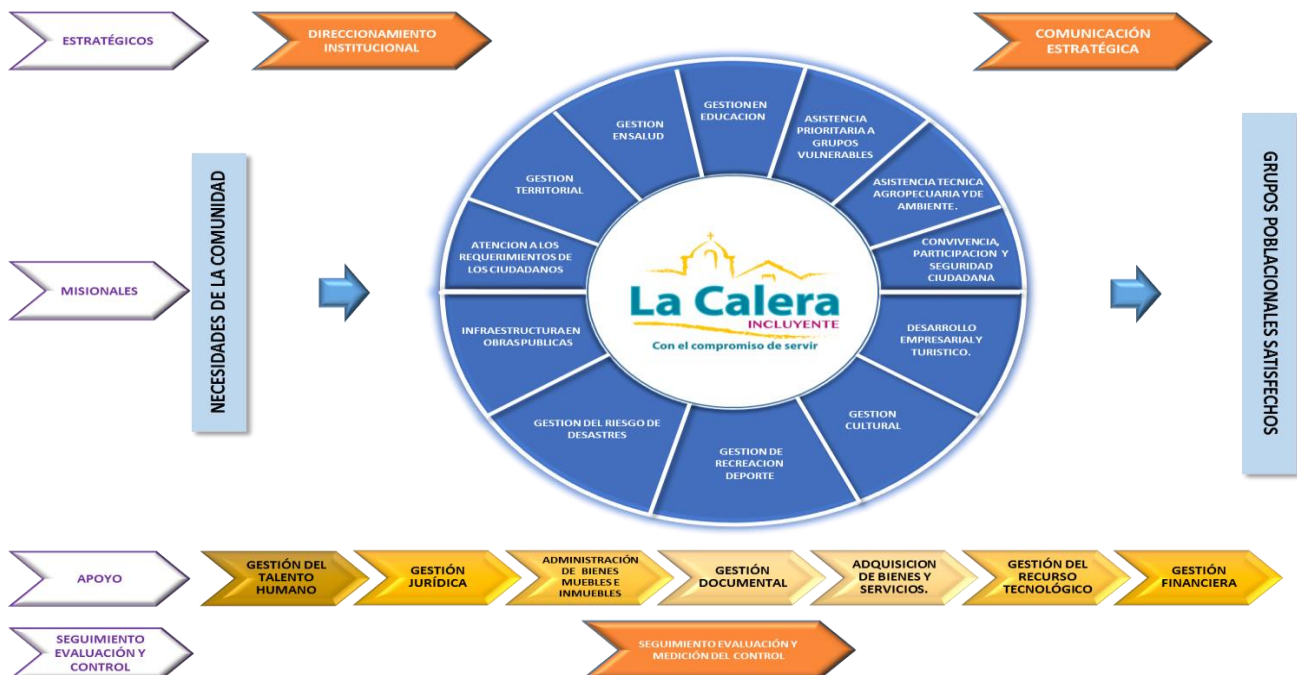 ESTRATÉGICOS
DIRECCIONAMIENTO
INSTITUCIONAL
COMUNICACIÓN
ESTRATÉGICA
MISIONALES
NECESIDADES DE LA COMUNIDAD
GESTION
EN SALUD
GESTION EN
EDUCACION
ASISTENCIA
PRIORITARIA A
GRUPOS
VULNERABLES
GESTION
TERRITORIAL
ASISTENCIA TECNICA
AGROPECUARIA Y DE
AMBIENTE.
ATENCION A LOS
REQUERIMIENTOS DE
LOS CIUDADANOS
CONVIVENCIA,
PARTICIPACION Y
SEGURIDAD
CIUDADANA
La Calera
INCLUYENTE
Con el compromiso de servir
INFRAESTRUCTURA EN
OBRAS PUBLICAS
DESARROLLO
EMPRESARIAL Y
TURISTICO.
GESTION DEL RIESGO DE
DESASTRES
GESTION
CULTURAL
GESTION DE
RECREACION
DEPORTE
GRUPOS POBLACIONALES SATISFECHOS
APOYO
GESTIÓN DEL
TALENTO
HUMANO
GESTIÓN
JURÍDICA
ADMINISTRACIÓN
DE BIENES
MUEBLES E
INMUEBLES
GESTIÓN
DOCUMENTAL
ADQUISICION
DE BIENES Y
SERVICIOS.
GESTIÓN DEL
RECURSO
TECNOLÓGICO
GESTIÓN
FINANCIERA
SEGUIMIENTO
EVALUACIÓN Y
CONTROL
SEGUIMIENTO EVALUACIÓN Y
MEDICIÓN DEL CONTROL